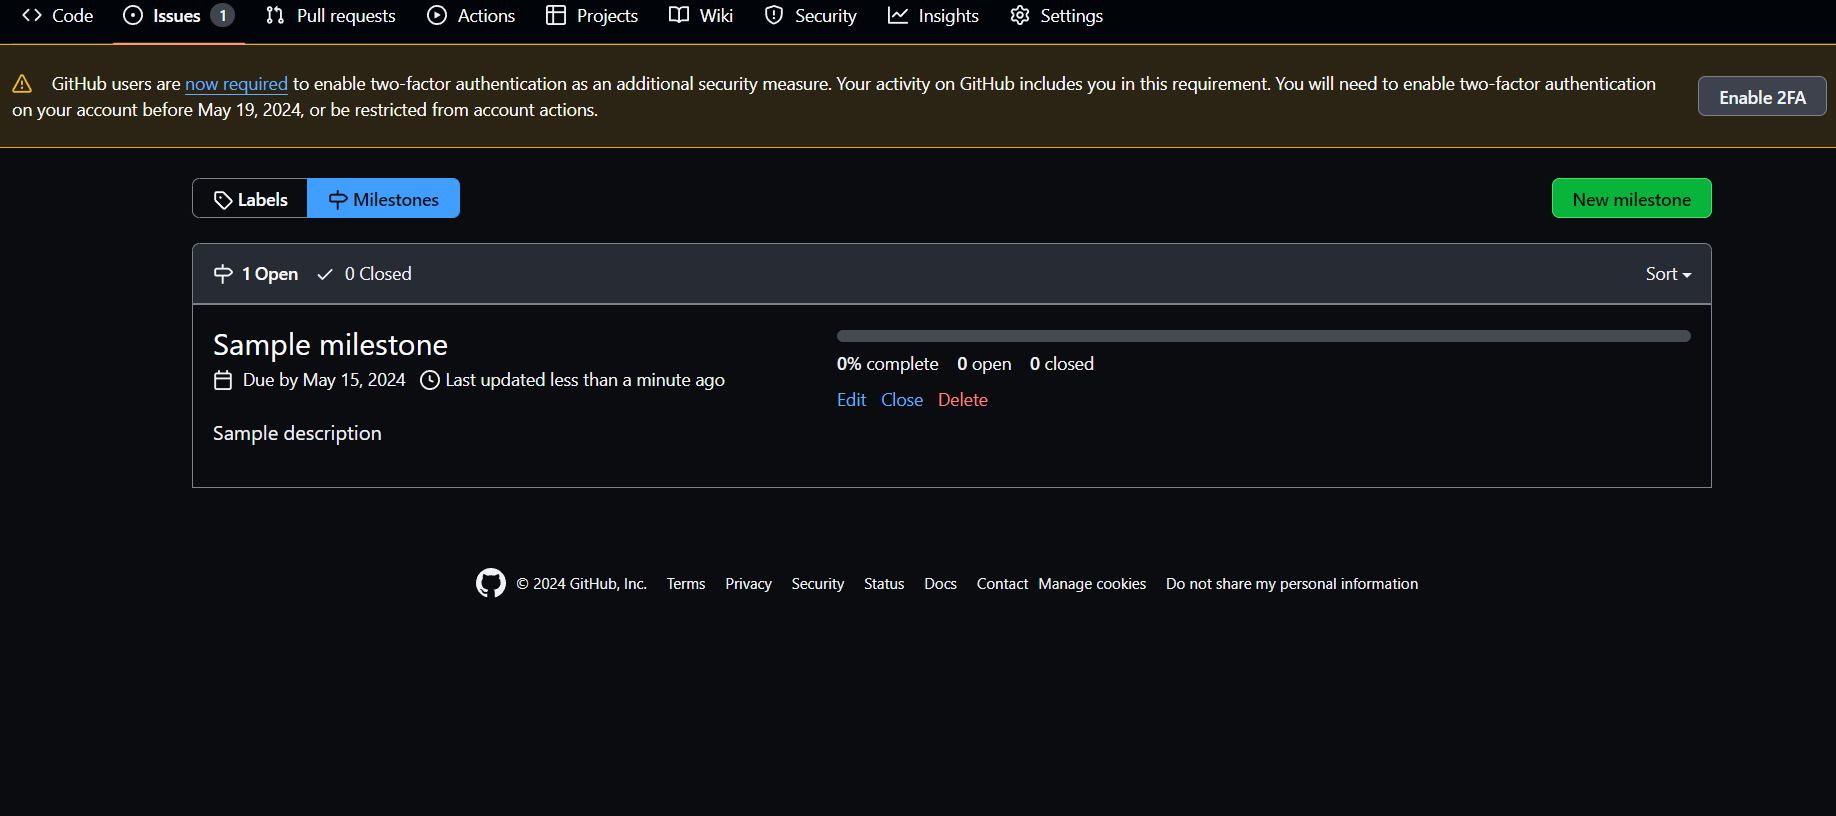 Code Issues 1 Pull requests Actions Projects Wiki Security Insights Settings
GitHub users are now required to enable two-factor authentication as an additional security measure. Your activity on GitHub includes you in this requirement. You will need to enable two-factor authentication
on your account before May 19, 2024, or be restricted from account actions.
Enable 2FA
Labels Milestones New milestone
1 Open 0 Closed Sort
Sample milestone
Due by May 15, 2024 Last updated less than a minute ago
Sample description
0% complete 0 open 0 closed
Edit Close Delete
© 2024 GitHub, Inc. Terms Privacy Security Status Docs Contact Manage cookies Do not share my personal information